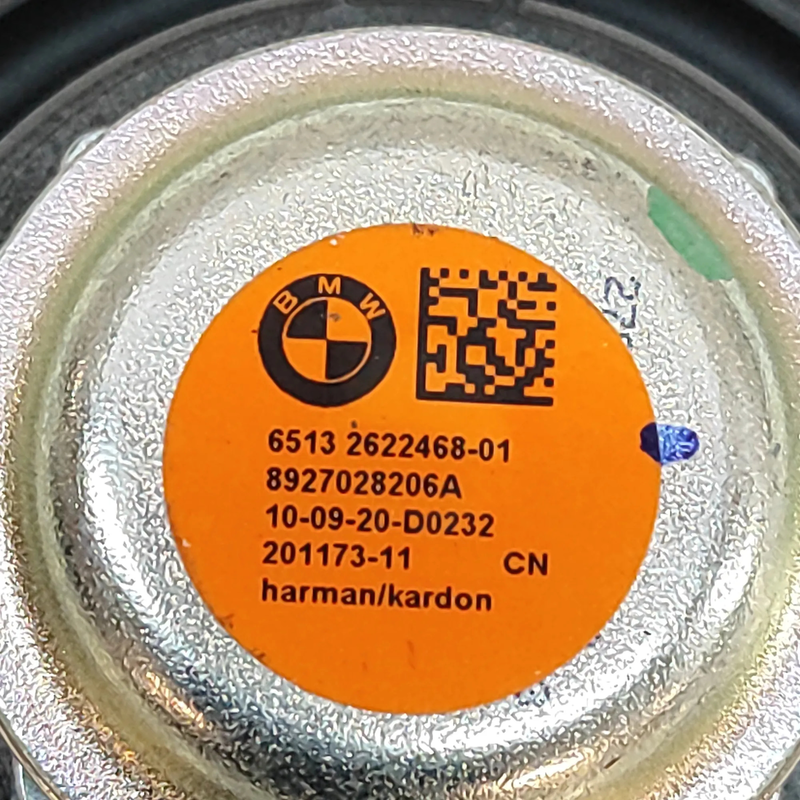 BMW
6513 2622468-01
8927028206A
10-09-20-D0232
201173-11 CN
harman/kardon